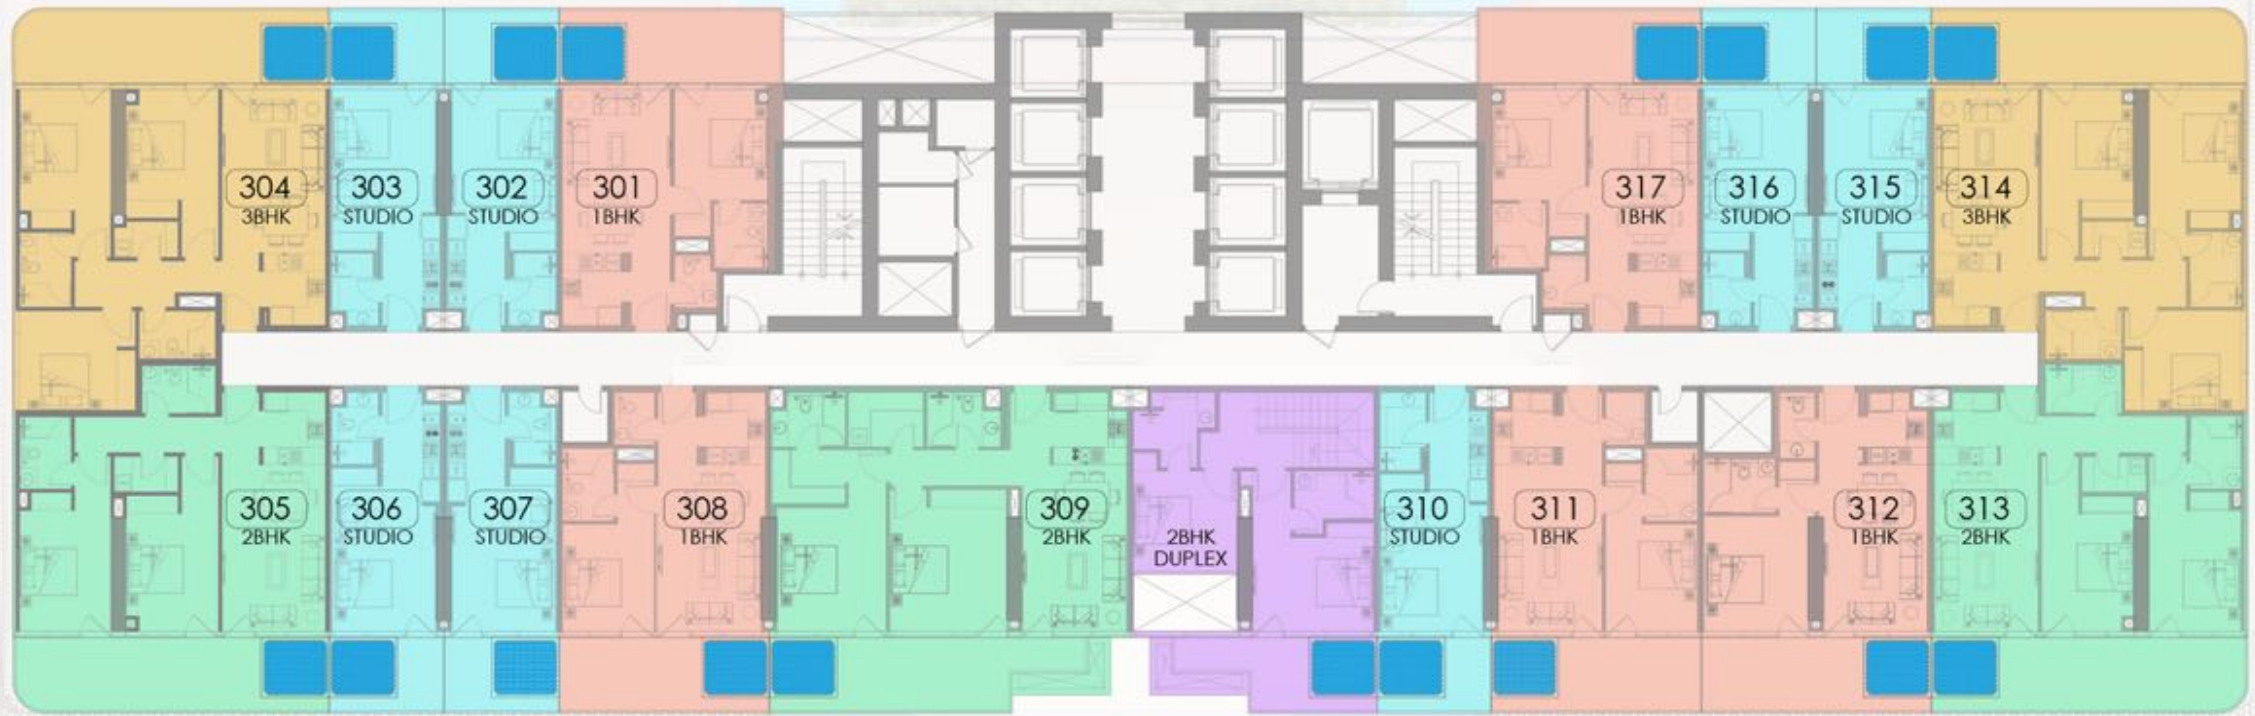 304
3BHK
303
STUDIO
302
STUDIO
301
1BHK
317
1BHK
316
STUDIO
315
STUDIO
314
3BHK
305
2BHK
306
STUDIO
307
STUDIO
308
1BHK
309
2BHK
2BHK
DUPLEX
310
STUDIO
311
1BHK
312
1BHK
313
2BHK